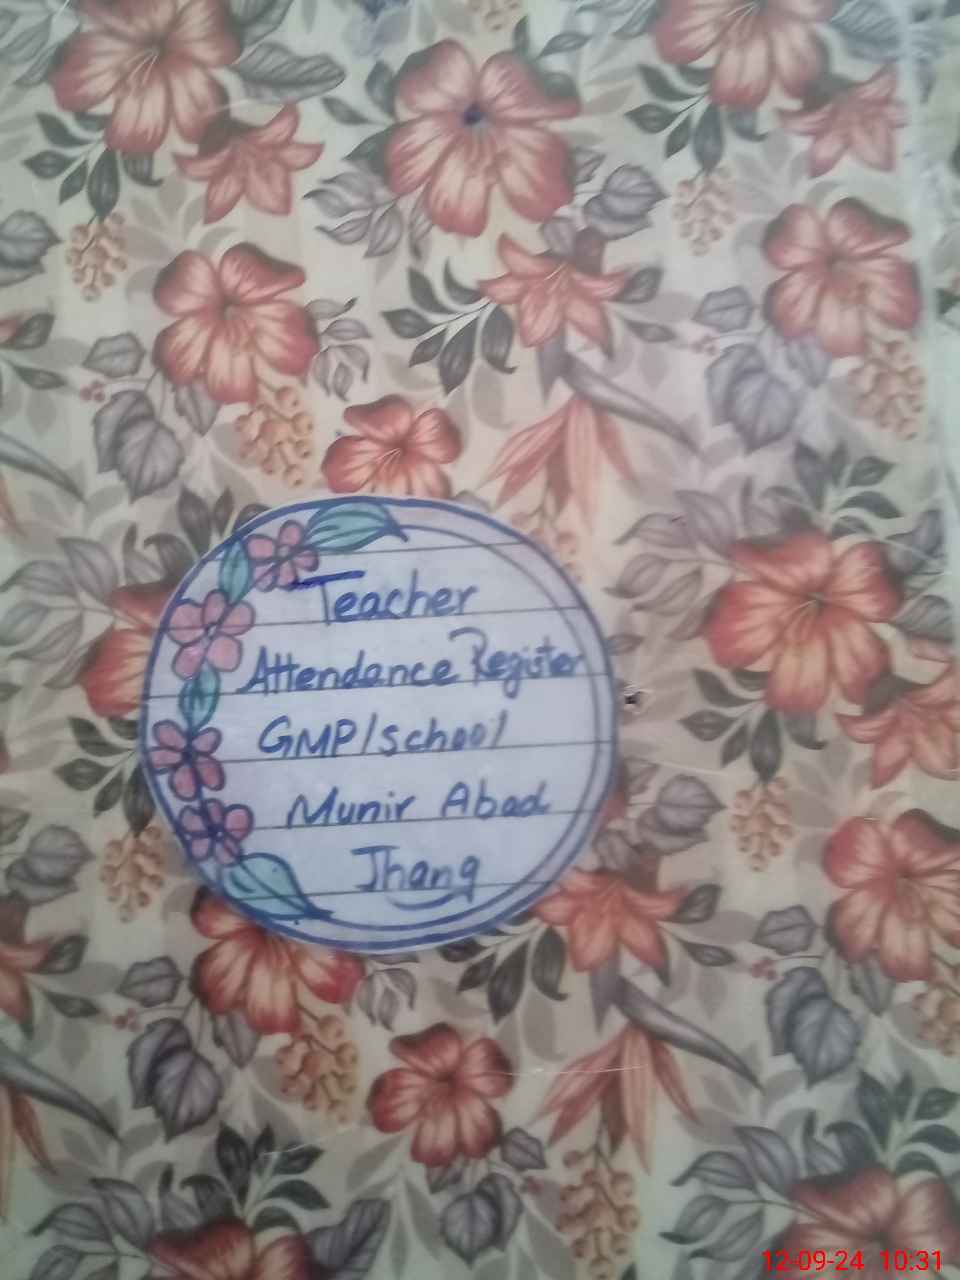 Teacher
Attendance Register
GMP/school
Munir Abad
Jhang
12-09-24 10:31